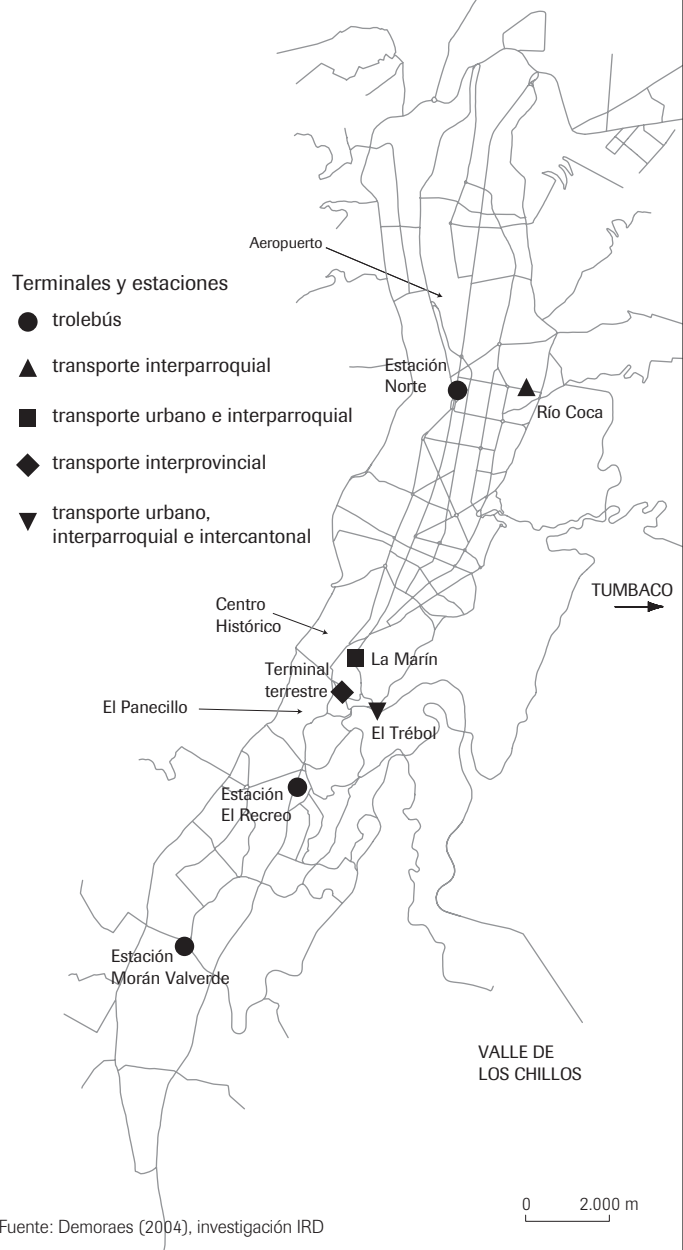 Aeropuerto
Terminales y estaciones
trolebús
transporte interparroquial
transporte urbano e interparroquial
transporte interprovincial
transporte urbano,
interparroquial e intercantonal
Estación
Norte
Río Coca
TUMBACO
Centro
Histórico
La Marín
Terminal
terrestre
El Panecillo
El Trébol
Estación
El Recreo
Estación
Morán Valverde
VALLE DE
LOS CHILLOS
0 2.000 m
Fuente: Demoraes (2004), investigación IRD